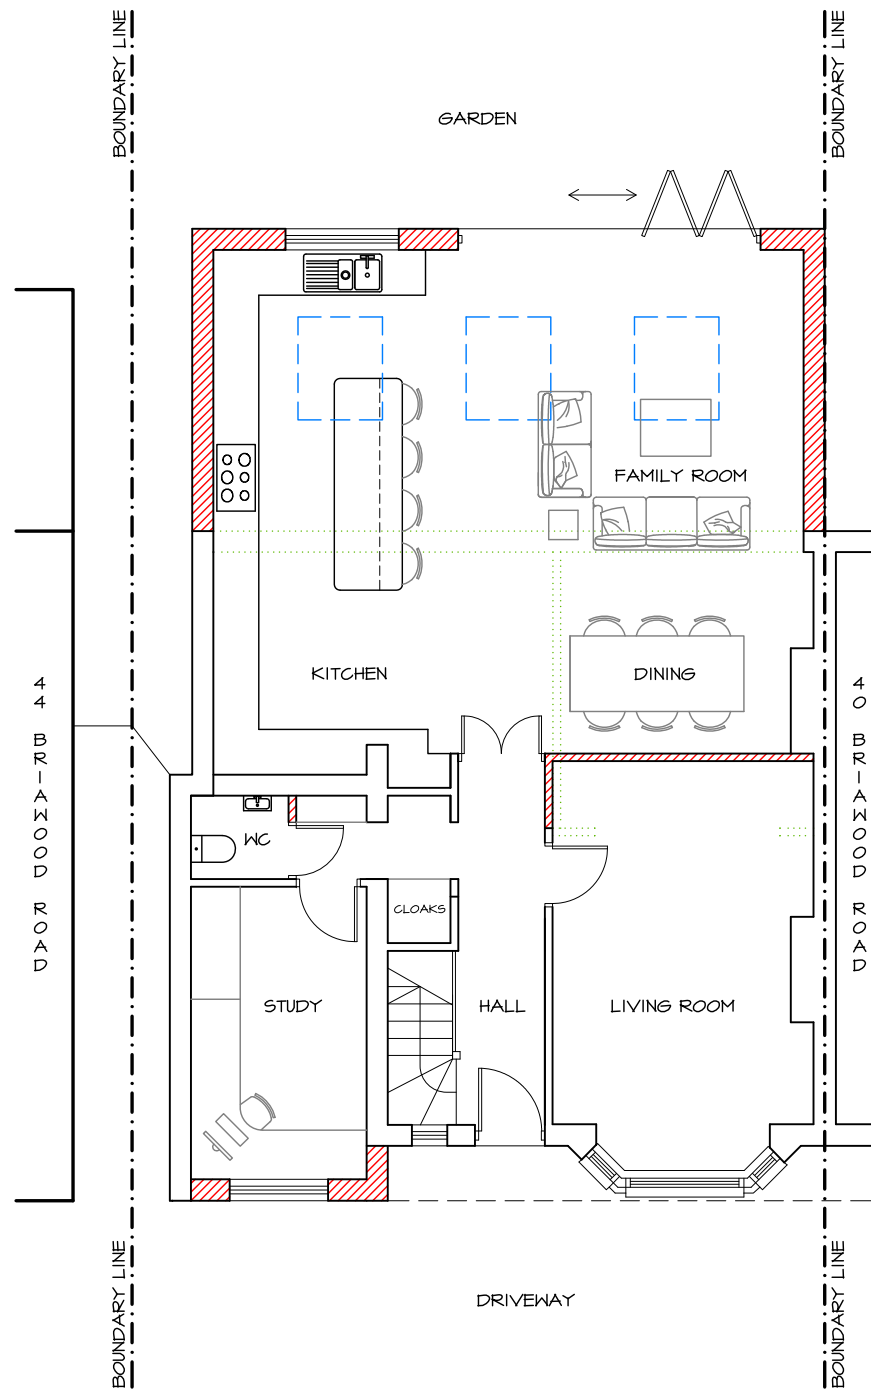 BOUNDARY LINE
BOUNDARY LINE
GARDEN
FAMILY ROOM
KITCHEN
DINING
44 BRIAWOOD ROAD
40 BRIAWOOD ROAD
WC
CLOAKS
STUDY
HALL
LIVING ROOM
BOUNDARY LINE
BOUNDARY LINE
DRIVEWAY